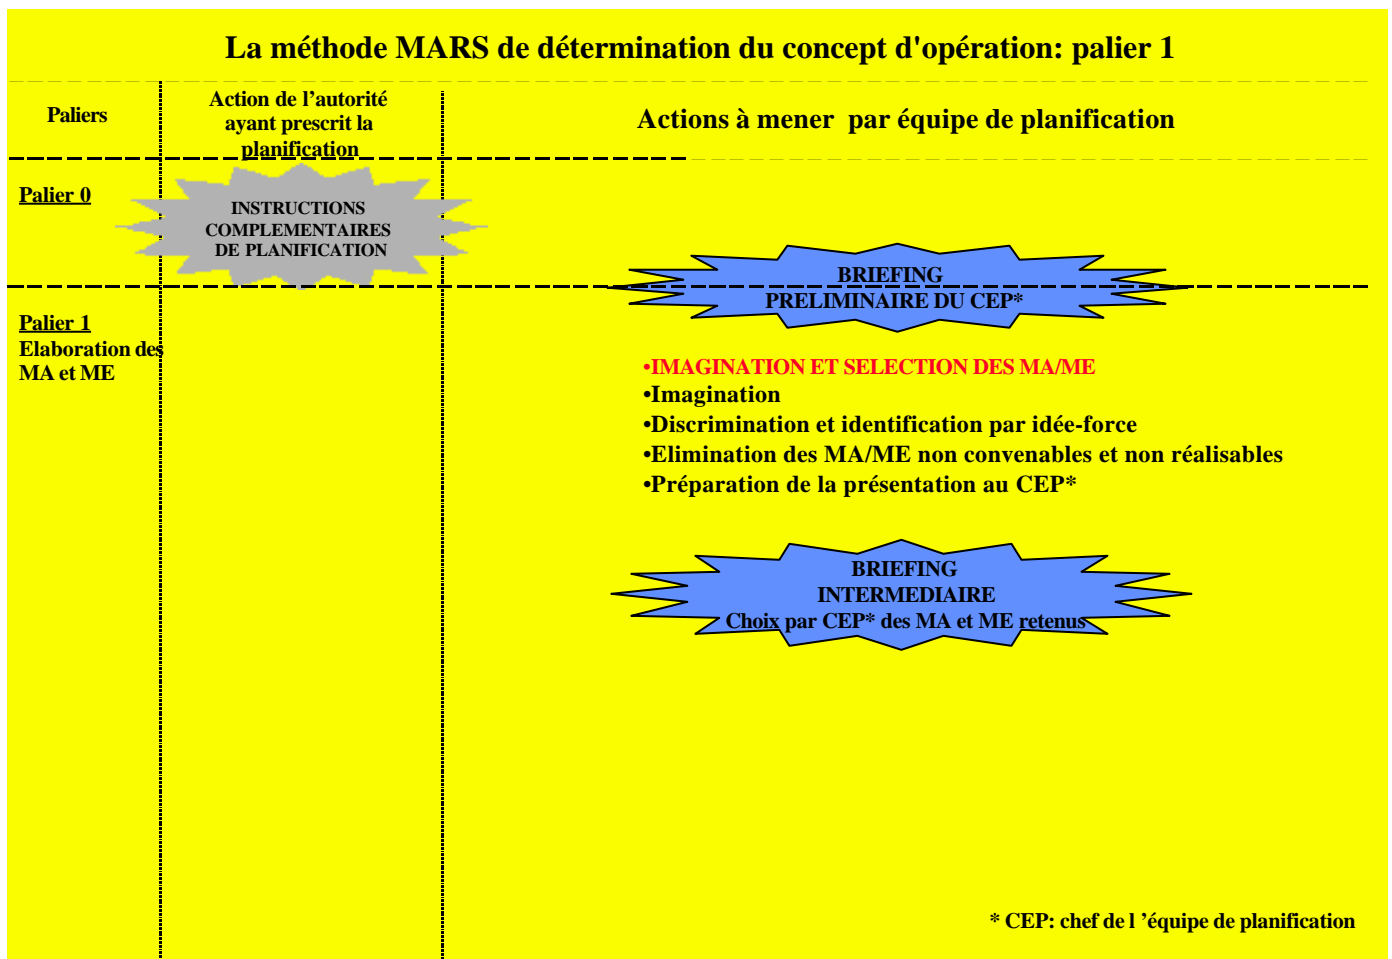 La méthode MARS de détermination du concept d'opération: palier 1
Paliers
Action de l’autorité
ayant prescrit la
planification
Actions à mener par équipe de planification
Palier 0
INSTRUCTIONS
COMPLEMENTAIRES
DE PLANIFICATION
BRIEFING
PRELIMINAIRE DU CEP*
Palier 1
Elaboration des
MA et ME
•IMAGINATION ET SELECTION DES MA/ME
•Imagination
•Discrimination et identification par idée-force
•Elimination des MA/ME non convenables et non réalisables
•Préparation de la présentation au CEP*
BRIEFING
INTERMEDIAIRE
Choix par CEP* des MA et ME retenus
* CEP: chef de l ’équipe de planification